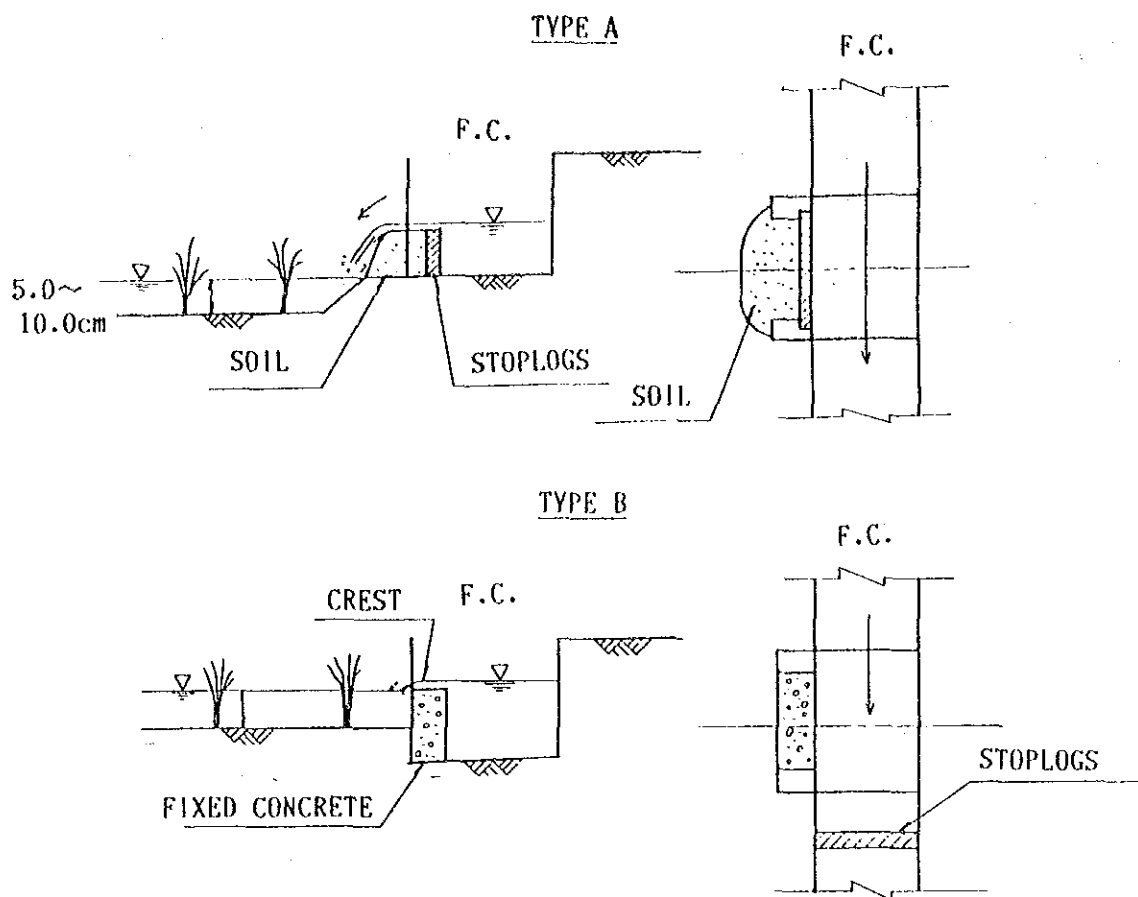 TYPE A
F.C.
F.C.
5.0~
10.0cm
SOIL
STOPLOGS
SOIL
TYPE B
F.C.
CREST
F.C.
STOPLOGS
FIXED CONCRETE